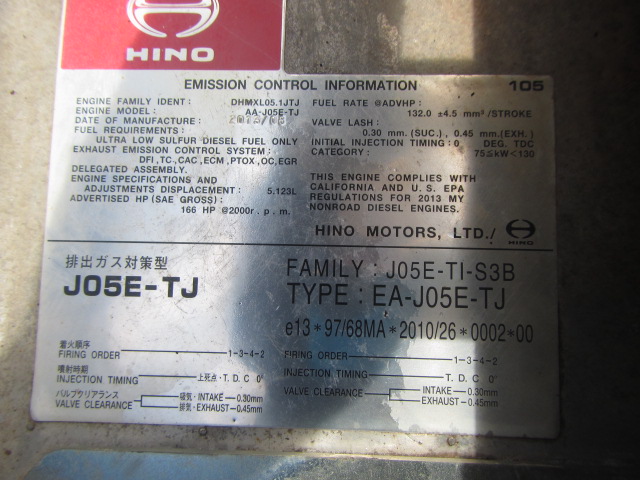 HINO
EMISSION CONTROL INFORMATION 105
ENGINE FAMILY IDENT: DHMXL05.1JTJ
ENGINE MODEL: AA-J05E-TJ
DATE OF MANUFACTURE: 2013/
FUEL REQUIREMENTS:
ULTRA LOW SULFUR DIESEL FUEL ONLY
EXHAUST EMISSION CONTROL SYSTEM:
DFI,TC,CAC,ECM,PTOX,OC,EGR
DELEGATED ASSEMBLY.
ENGINE SPECIFICATIONS AND
ADJUSTMENTS DISPLACEMENT: 5.123L
ADVERTISED HP (SAE GROSS):
166 HP @2000r.p.m.
FUEL RATE @ADVHP:
132.0 ±4.5 mm³/STROKE
VALVE LASH:
0.30 mm.(SUC.), 0.45 mm.(EXH.)
INITIAL INJECTION TIMING: 0 DEG. TDC
CATEGORY: 75≤kW<130
THIS ENGINE COMPLIES WITH
CALIFORNIA AND U.S. EPA
REGULATIONS FOR 2013 MY
NONROAD DIESEL ENGINES.
HINO MOTORS, LTD./
HINO
排出ガス対策型
J05E-TJ
着火順序
FIRING ORDER 1-3-4-2
噴射時期
INJECTION TIMING 上死点・T.D.C 0°
バルブクリアランス
VALVE CLEARANCE
吸気・INTAKE 0.30mm
排気・EXHAUST 0.45mm
FAMILY : J05E-TI-S3B
TYPE : EA-J05E-TJ
e13*97/68MA*2010/26*0002*00
FIRING ORDER 1-3-4-2
INJECTION TIMING T.D.C 0°
VALVE CLEARANCE
INTAKE 0.30mm
EXHAUST 0.45mm